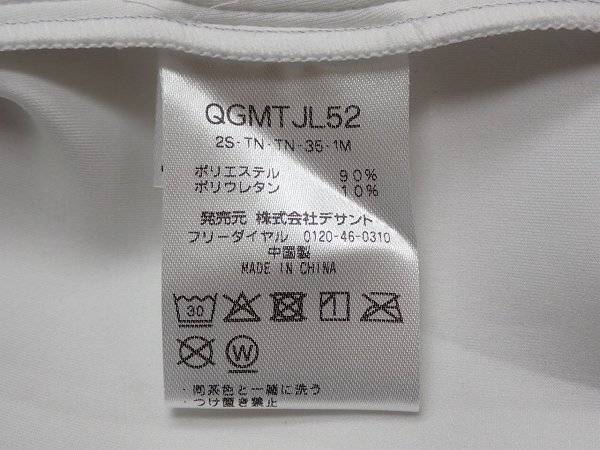 QGMTJL52
2S-TN-TN-35-1M
ポリエステル 90%
ポリウレタン 10%
発売元 株式会社デサント
フリーダイヤル 0120-46-0310
中国製
MADE IN CHINA
30
W
・同系色と一緒に洗う
・つけ置き禁止